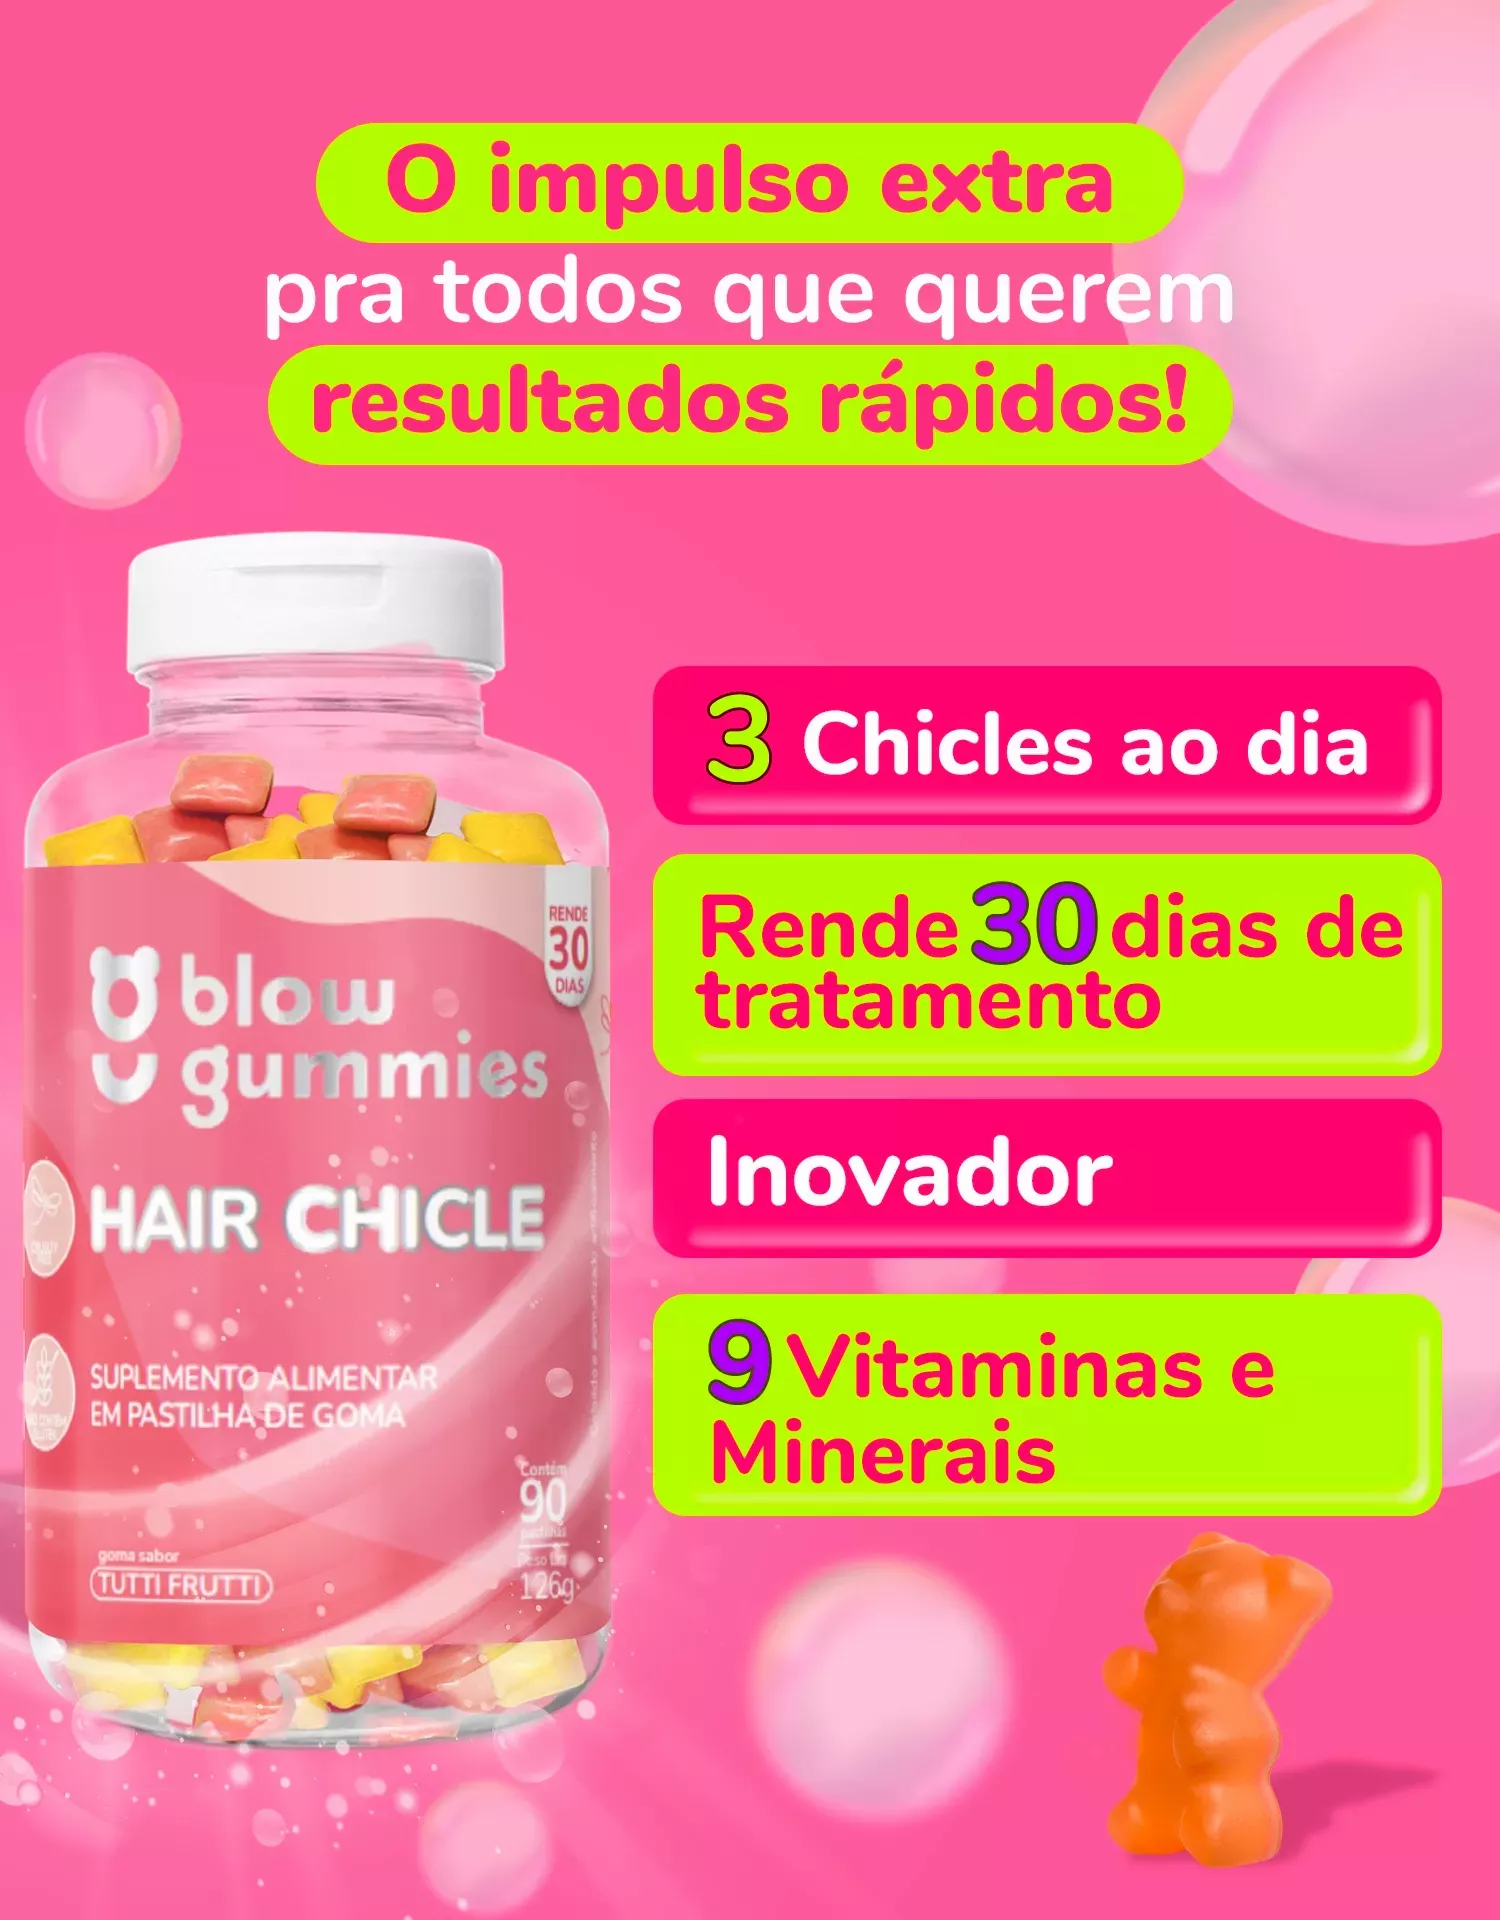 O impulso extra
pra todos que querem
resultados rápidos!
3 Chicles ao dia
Rende 30 dias de
tratamento
Inovador
9 Vitaminas e
Minerais
RENDE
30
DIAS
blow
gummies
HAIR CHICLE
SUPLEMENTO ALIMENTAR
EM PASTILHA DE GOMA
Contém
90
pastilhas
126g
goma sabor
TUTTI FRUTTI